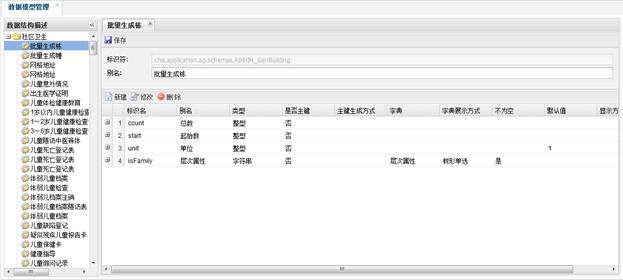 数据模型管理
数据结构描述
社区卫生
批量生成栋
批量生成幢
网格地址
网格地址
儿童意外情况
出生医学证明
儿童体检健康教育
1岁以内儿童健康检查
1～2岁儿童健康检查
3～6岁儿童健康检查
儿童随访中医辨体
儿童死亡登记表
儿童死亡登记表
体弱儿童档案
体弱儿童检查
体弱儿档案注销
体弱儿童档案随访表
体弱儿童档案
儿童缺陷登记
疑似残疾儿童报告卡
儿童保健卡
健康指导
儿童询问记录
批量生成栋
保存
标识符: chis.application.ag.schemas.ADMIN_GenBuilding
别名: 批量生成栋
新建 修改 删除
标识名 别名 类型 是否主键 主键生成方式 字典 字典展示方式 不为空 默认值 显示方
1 count 总数 整型 否
2 start 起始数 整型 否
3 unit 单位 整型 否 1
4 isFamily 层次属性 字符串 否 层次属性 树形单选 是